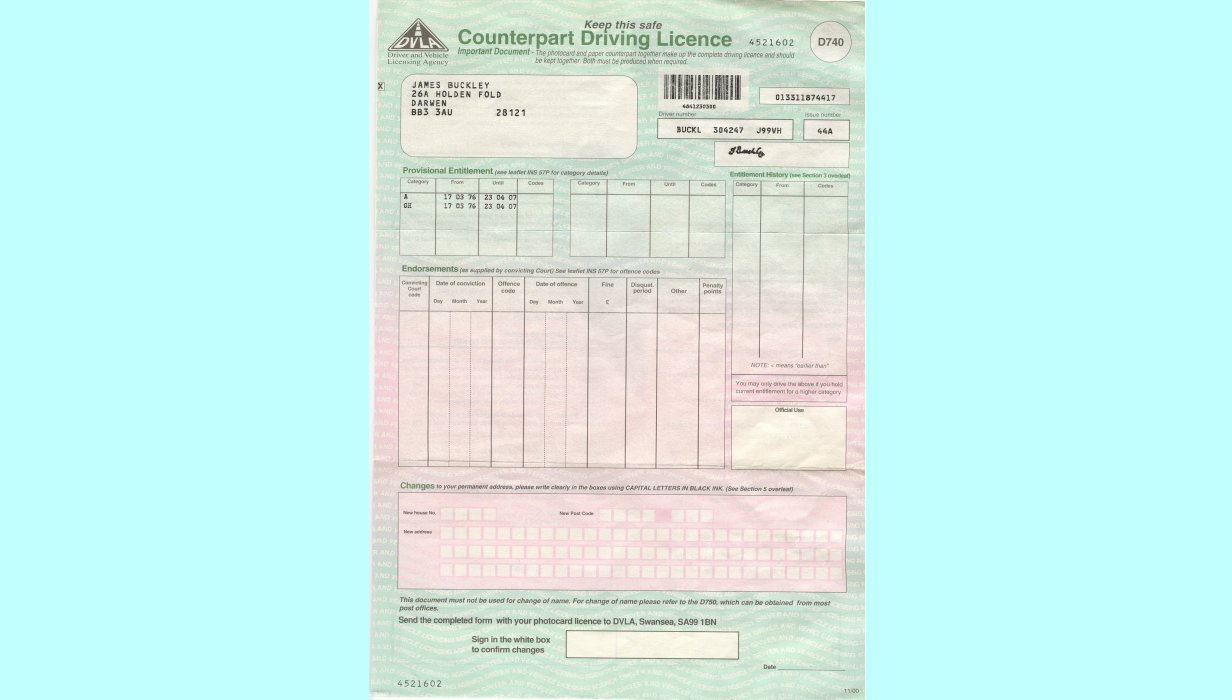 Keep this safe
Counterpart Driving Licence
4521602
D740
DVLA
Driver and Vehicle
Licensing Agency
Important Document - The photocard and paper counterpart together make up the complete driving licence and should
be kept together. Both must be produced when required.
X
JAMES BUCKLEY
26A HOLDEN FOLD
DARWEN
BB3 3AU 28121
4841230300
013311874417
Driver number
Issue number
BUCKL 304247 J99VH
44A
J Buckley
Provisional Entitlement (see leaflet INS 57P for category details)
Category From Until Codes
A 17 03 76 23 04 07
GH 17 03 76 23 04 07
Category From Until Codes
Entitlement History (see Section 3 overleaf)
Category From Codes
NOTE: < means "earlier than"
You may only drive the above if you hold
current entitlement for a higher category
Official Use
Endorsements (as supplied by convicting Court) See leaflet INS 57P for offence codes
Convicting
Court
code
Date of conviction
Day Month Year
Offence
code
Date of offence
Day Month Year
Fine
£
Disqual.
period
Other
Penalty
points
Changes to your permanent address, please write clearly in the boxes using CAPITAL LETTERS IN BLACK INK. (See Section 5 overleaf)
New house No.
New Post Code
New address
This document must not be used for change of name. For change of name please refer to the D750, which can be obtained from most
post offices.
Send the completed form with your photocard licence to DVLA, Swansea, SA99 1BN
Sign in the white box
to confirm changes
Date
4521602
11/00